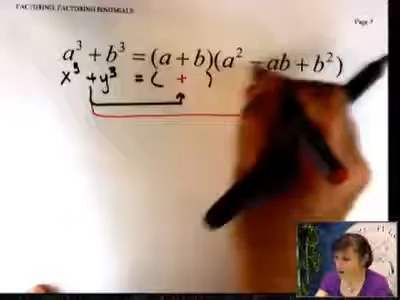 FACTORING: FACTORING BINOMIALS
Page 7
a³ + b³ = (a + b)(a² − ab + b²)
x³ + y³ = ( + )